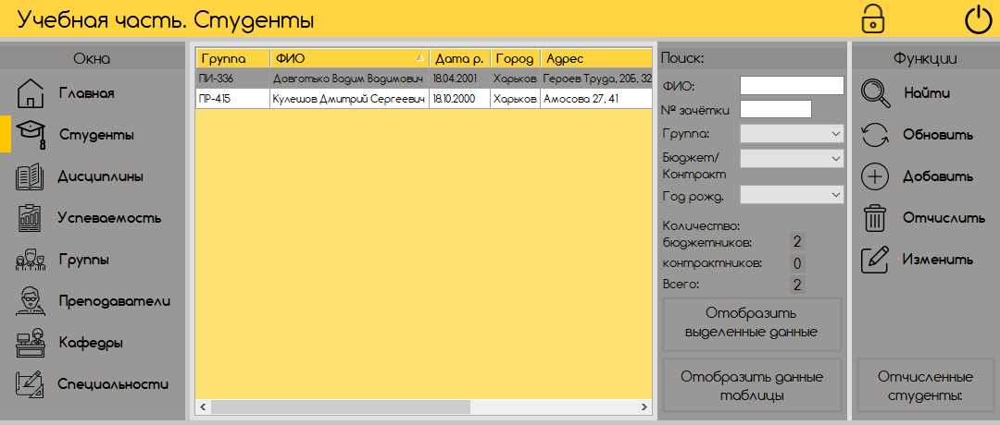 Учебная часть. Студенты
Окна
Главная
Студенты
Дисциплины
Успеваемость
Группы
Преподаватели
Кафедры
Специальности
Группа ФИО Дата р. Город Адрес
ПИ-336 Довготько Вадим Вадимович 18.04.2001 Харьков Героев Труда, 20Б, 32
ПР-415 Кулешов Дмитрий Сергеевич 18.10.2000 Харьков Амосова 27, 41
Поиск:
ФИО:
№ зачётки
Группа:
Бюджет/
Контракт
Год рожд.
Количество:
бюджетников: 2
контрактников: 0
Всего: 2
Отобразить
выделенные данные
Отобразить данные
таблицы
Функции
Найти
Обновить
Добавить
Отчислить
Изменить
Отчисленные
студенты: